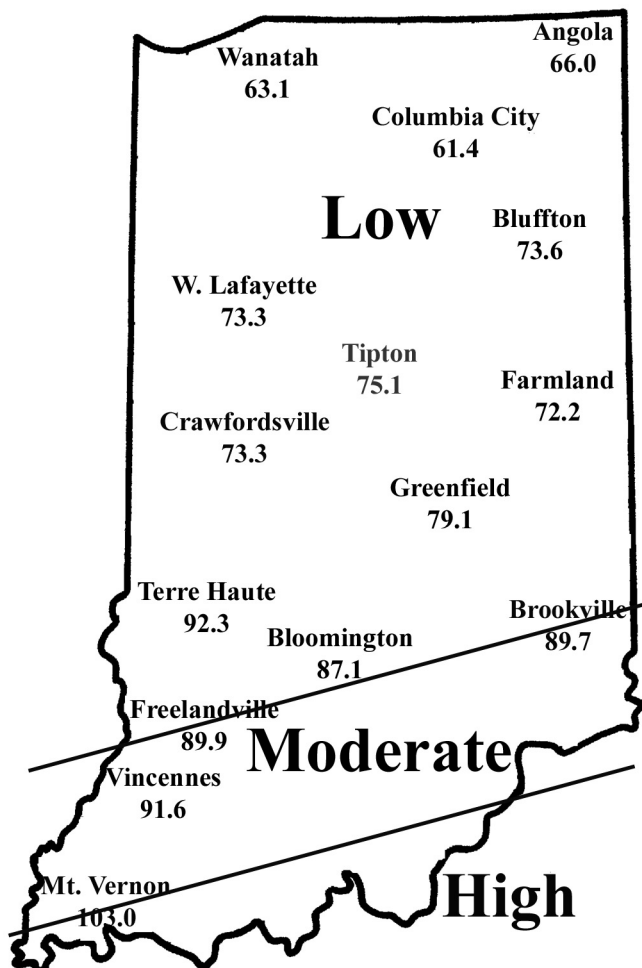 Angola
66.0
Wanatah
63.1
Columbia City
61.4
Low
Bluffton
73.6
W. Lafayette
73.3
Tipton
75.1
Farmland
72.2
Crawfordsville
73.3
Greenfield
79.1
Terre Haute
92.3
Brookville
89.7
Bloomington
87.1
Freelandville
89.9
Moderate
Vincennes
91.6
Mt. Vernon
103.0
High